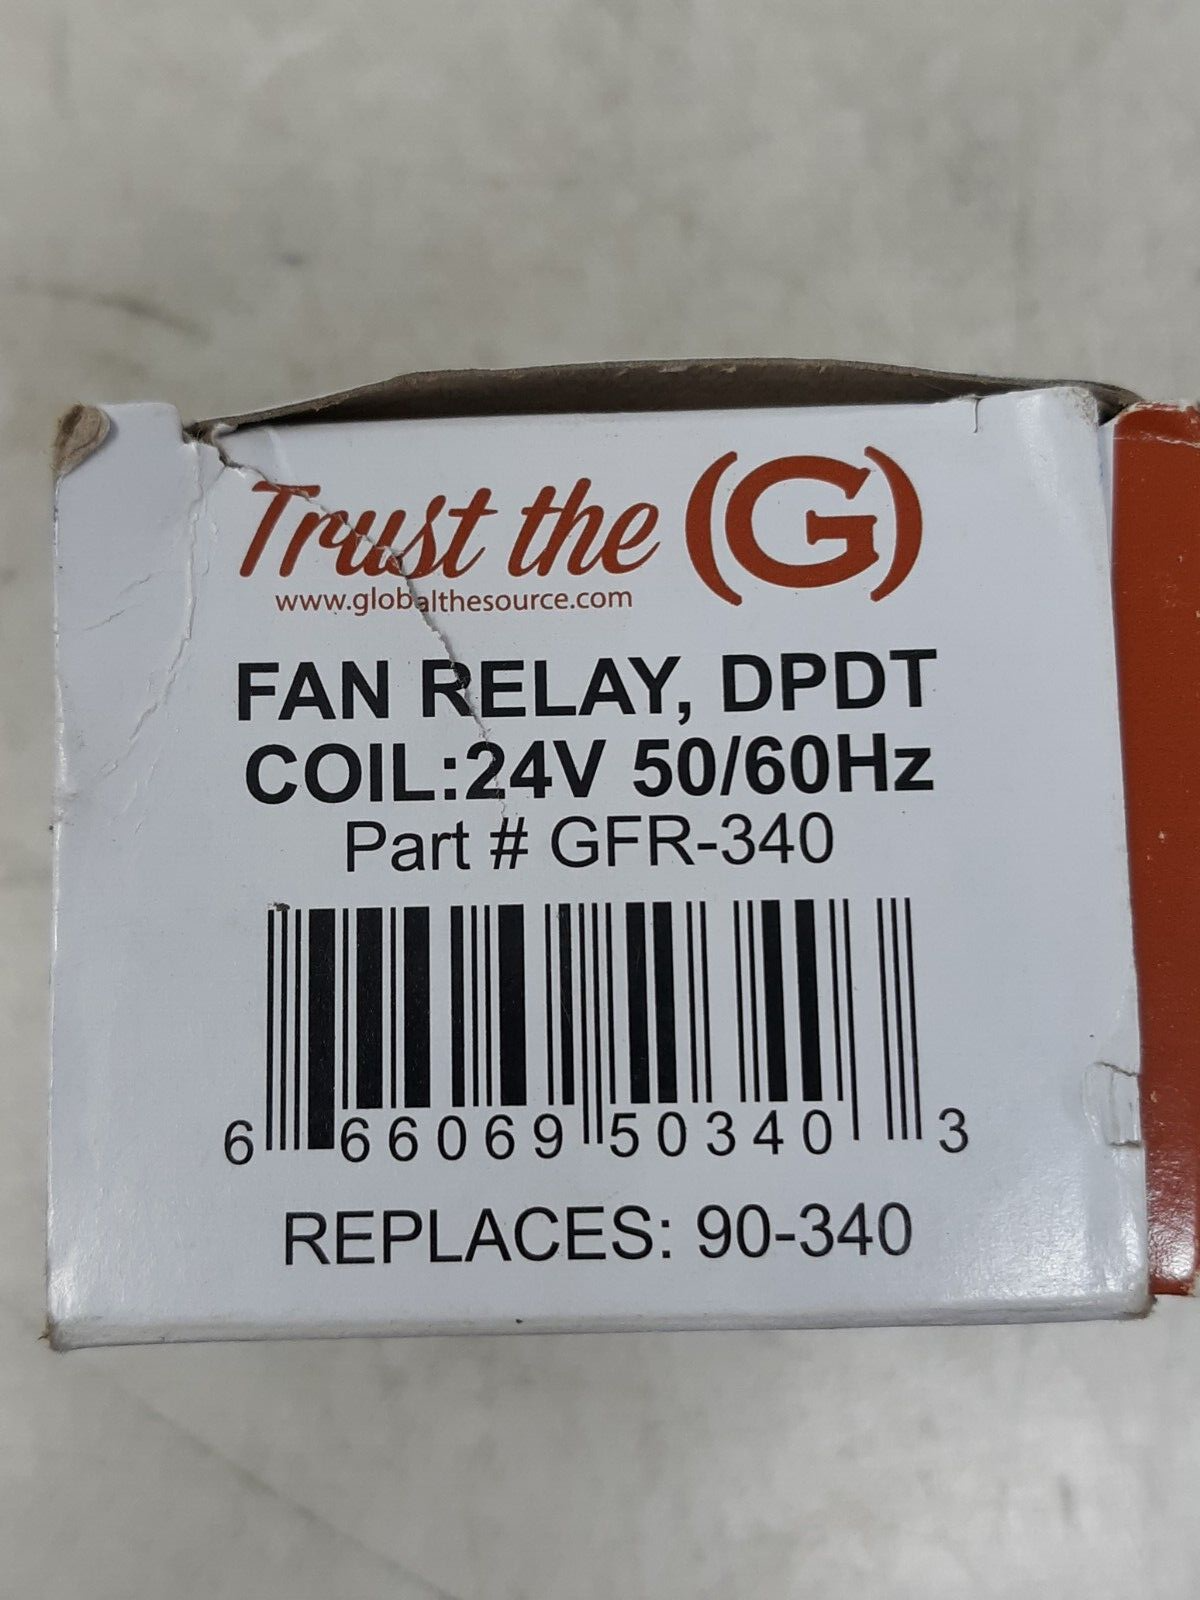 Trust the (G)
www.globalthesource.com
FAN RELAY, DPDT
COIL:24V 50/60Hz
Part # GFR-340
6 66069 50340 3
REPLACES: 90-340